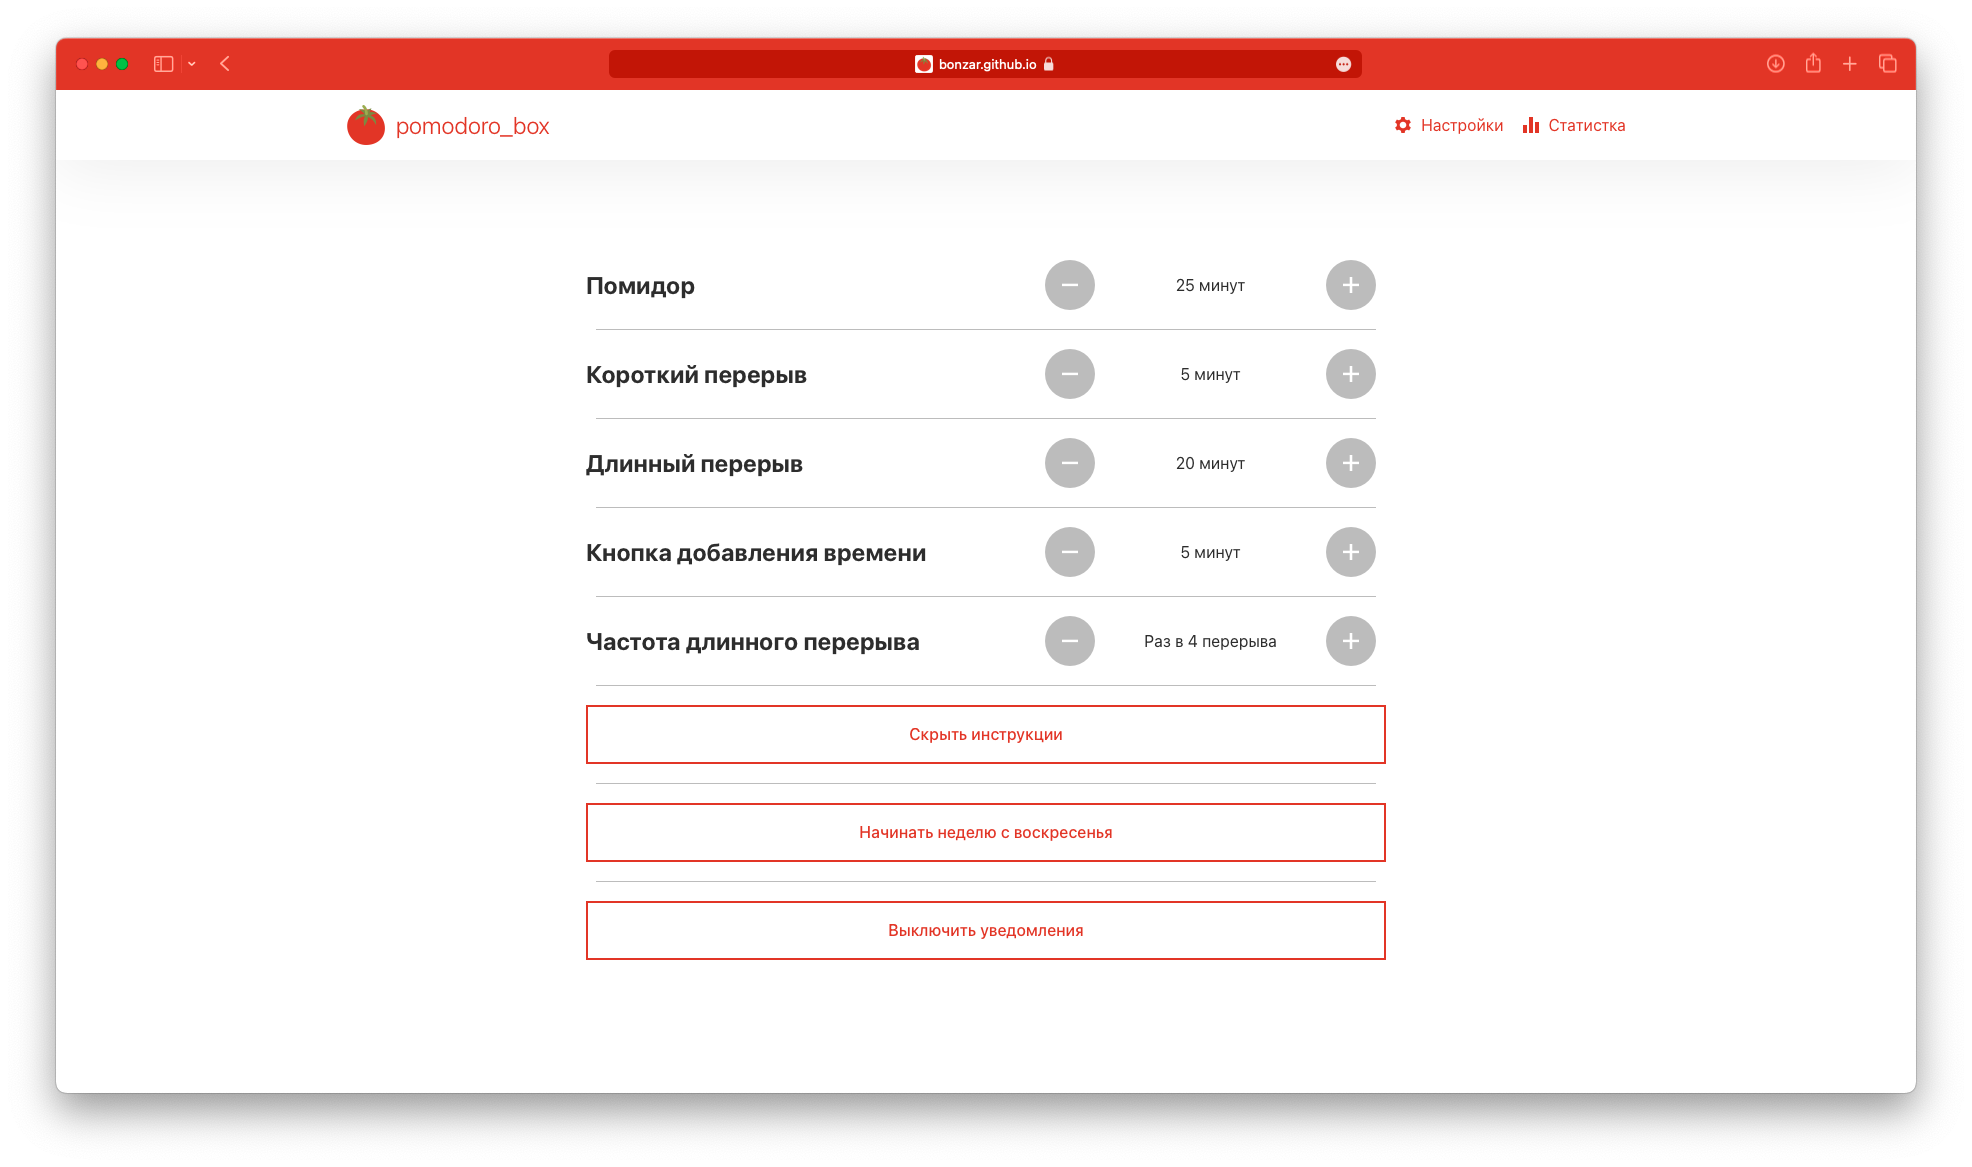 bonzar.github.io
pomodoro_box
Настройки
Статистка
Помидор
25 минут
Короткий перерыв
5 минут
Длинный перерыв
20 минут
Кнопка добавления времени
5 минут
Частота длинного перерыва
Раз в 4 перерыва
Скрыть инструкции
Начинать неделю с воскресенья
Выключить уведомления